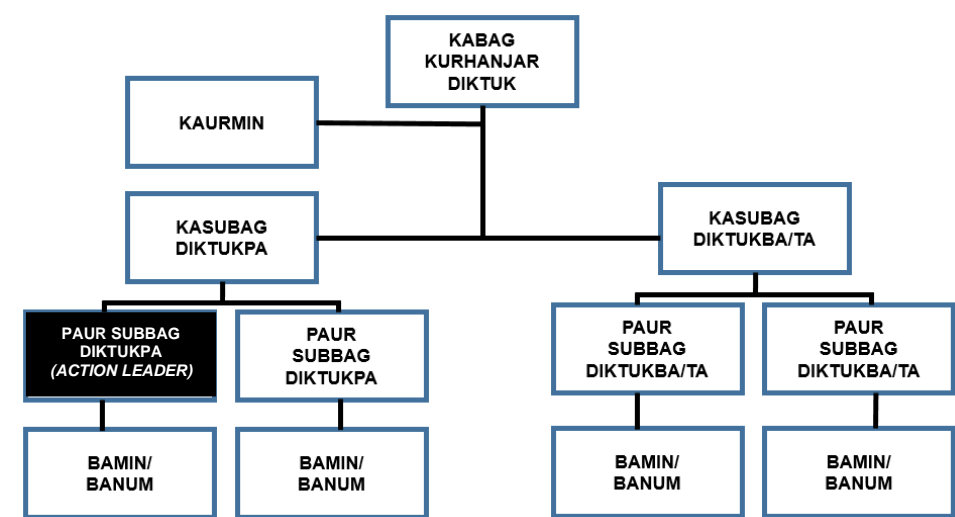 KABAG
KURHANJAR
DIKTUK
KAURMIN
KASUBAG
DIKTUKPA
KASUBAG
DIKTUKBA/TA
PAUR SUBBAG
DIKTUKPA
(ACTION LEADER)
PAUR
SUBBAG
DIKTUKPA
PAUR
SUBBAG
DIKTUKBA/TA
PAUR
SUBBAG
DIKTUKBA/TA
BAMIN/
BANUM
BAMIN/
BANUM
BAMIN/
BANUM
BAMIN/
BANUM